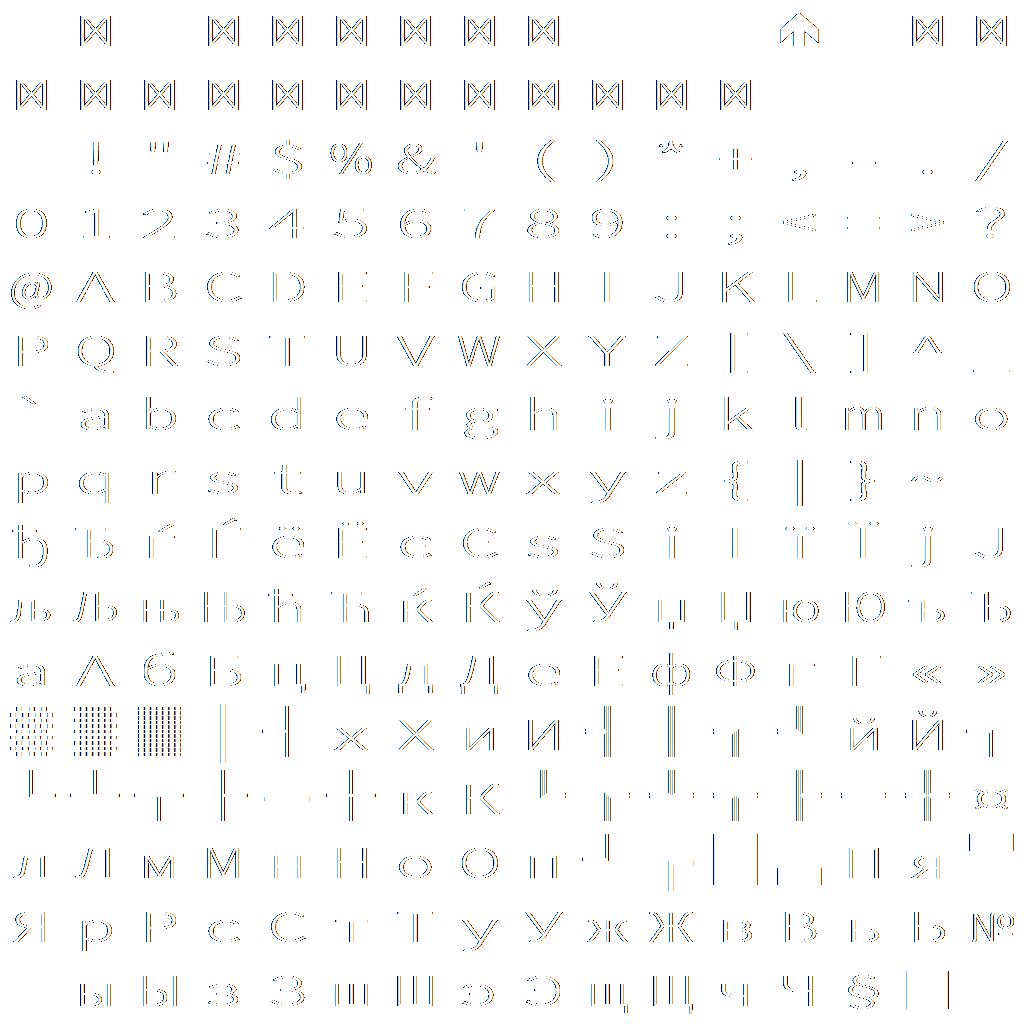 ! " # $ % & ' ( ) * + , - . /
0 1 2 3 4 5 6 7 8 9 : ; < = > ?
@ A B C D E F G H I J K L M N O
P Q R S T U V W X Y Z [ \ ] ^ _
` a b c d e f g h i j k l m n o
p q r s t u v w x y z { | } ~
ђ Ђ ѓ Ѓ ё Ё є Є ѕ Ѕ і І ї Ї ј Ј
љ Љ њ Њ ћ Ћ ќ Ќ ў Ў џ Џ ю Ю ъ Ъ
а А б Б ц Ц д Д е Е ф Ф г Г « »
░ ▒ ▓ │ ┤ х Х и И ╣ ║ ╗ ╝ й Й ┐
└ ┴ ┬ ├ ─ ┼ к К ╚ ╔ ╩ ╦ ╠ ═ ╬ ¤
л Л м М н Н о О п ┘ ┌ █ ▄ П я ▀
Я р Р с С т Т у У ж Ж в В ь Ь №
ы Ы з З ш Ш э Э щ Щ ч Ч § ■